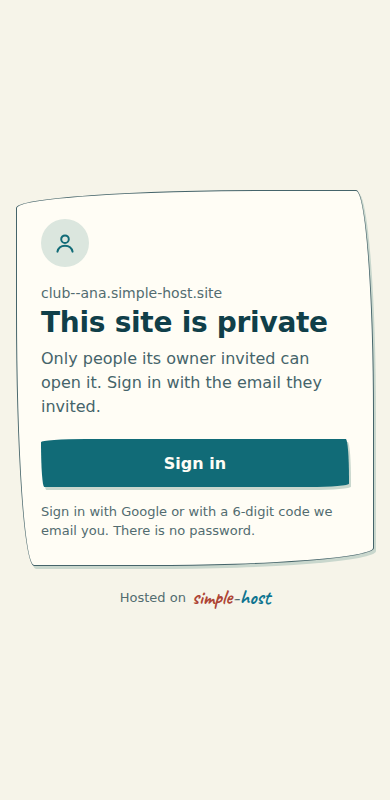 club--ana.simple-host.site
This site is private
Only people its owner invited can
open it. Sign in with the email they
invited.
Sign in
Sign in with Google or with a 6-digit code we
email you. There is no password.
Hosted on simple-host